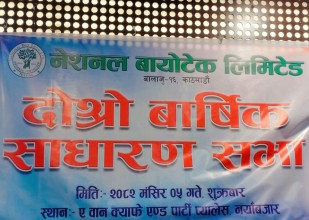 नेशनल बायोटेक लिमिटेड
बालाजु-१६, काठमाडौं
दोश्रो बार्षिक
साधारण सभा
मिति:- २०८२ मंसिर ०५ गते, शुक्रबार
स्थान:- ए वान क्याफे एण्ड पार्टी प्यालेस, नयाँबजार